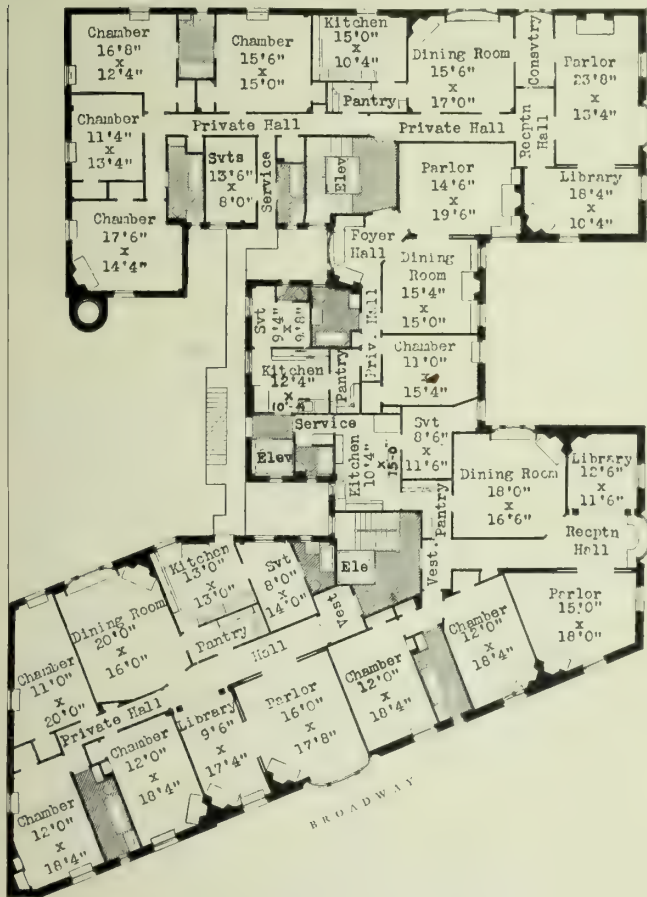 Chamber
16'8"
x
12'4"
Chamber
15'6"
x
15'0"
Kitchen
15'0"
x
10'4"
Dining Room
15'6"
x
17'0"
Consvtry
Parlor
23'8"
x
13'4"
Pantry
Chamber
11'4"
x
13'4"
Private Hall
Private Hall
Recptn
Hall
Svts
13'6"
x
8'0"
Service
Elev
Parlor
14'6"
x
19'6"
Library
18'4"
x
10'4"
Chamber
17'6"
x
14'4"
Foyer
Hall
Dining
Room
15'4"
x
15'0"
Svt
9'4"
x
9'8"
Priv. Hall
Kitchen
12'4"
x
10'-4
Pantry
Chamber
11'0"
x
15'4"
Service
Elev
Kitchen
10'4"
x
15-0
Svt
8'6"
x
11'6"
Dining Room
18'0"
x
16'6"
Library
12'6"
x
11'6"
Pantry
Vest.
Recptn
Hall
Ele
Kitchen
13'0"
x
13'0"
Svt
8'0"
x
14'0"
Dining Room
20'0"
x
16'0"
Pantry
Hall
Vest
Chamber
12'0"
x
18'4"
Parlor
15'0"
x
18'0"
Chamber
11'0"
x
20'0"
Private Hall
Library
9'6"
x
17'4"
Parlor
16'0"
x
17'8"
Chamber
12'0"
x
18'4"
Chamber
12'0"
x
18'4"
Chamber
12'0"
x
18'4"
BROADWAY